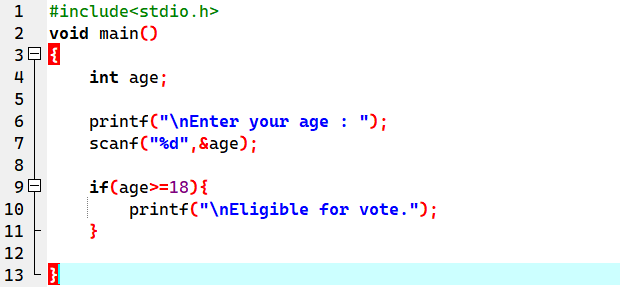 1 #include<stdio.h>
2 void main()
3 {
4     int age;
5
6     printf("\nEnter your age : ");
7     scanf("%d",&age);
8
9     if(age>=18){
10         printf("\nEligible for vote.");
11     }
12
13 }